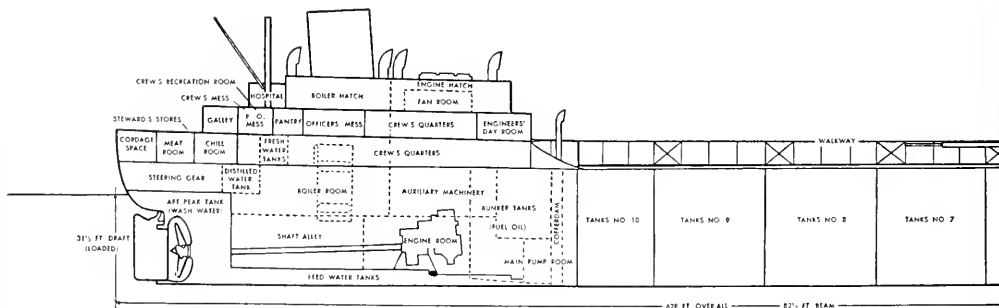 ENGINE HATCH
CREW'S RECREATION ROOM
HOSPITAL
BOILER HATCH
FAN ROOM
CREW'S MESS
STEWARD'S STORES
GALLEY
P. O.
MESS
PANTRY
OFFICERS MESS
CREW'S QUARTERS
ENGINEERS'
DAY ROOM
CORDAGE
SPACE
MEAT
ROOM
CHILL
ROOM
FRESH
WATER
TANKS
CREW'S QUARTERS
WALKWAY
STEERING GEAR
DISTILLED
WATER
TANK
BOILER ROOM
AUXILIARY MACHINERY
AFT PEAK TANK
(WASH WATER)
BUNKER TANKS
(FUEL OIL)
COFFERDAM
TANKS NO 10
TANKS NO 9
TANKS NO 8
TANKS NO 7
31½ FT DRAFT
(LOADED)
SHAFT ALLEY
ENGINE ROOM
MAIN PUMP ROOM
FEED WATER TANKS
FT OVERALL
82½ FT BEAM